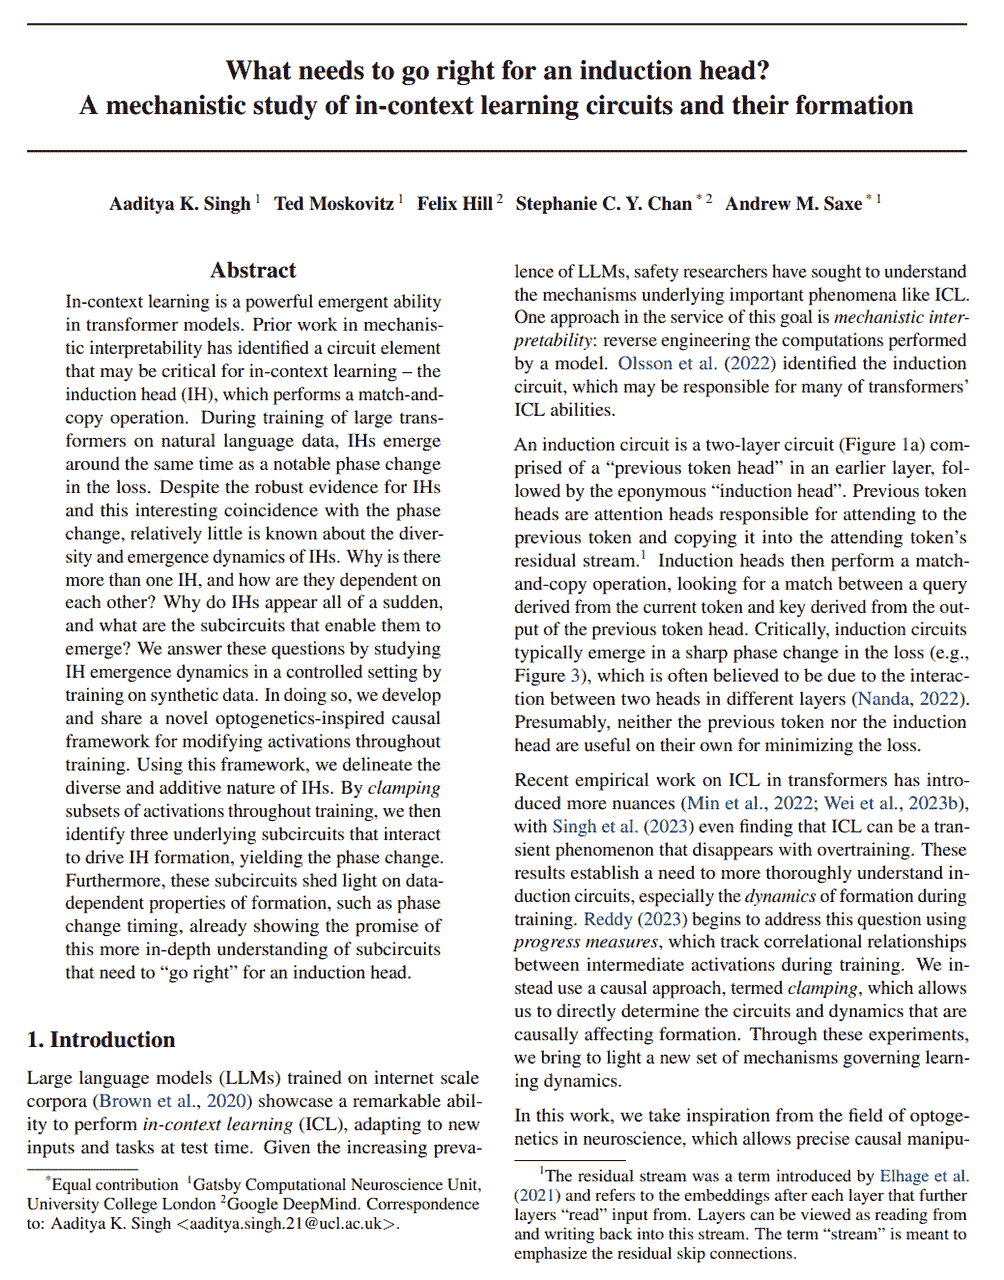 What needs to go right for an induction head?
A mechanistic study of in-context learning circuits and their formation
Aaditya K. Singh 1 Ted Moskovitz 1 Felix Hill 2 Stephanie C. Y. Chan * 2 Andrew M. Saxe * 1
Abstract
In-context learning is a powerful emergent ability
in transformer models. Prior work in mechanis-
tic interpretability has identified a circuit element
that may be critical for in-context learning – the
induction head (IH), which performs a match-and-
copy operation. During training of large trans-
formers on natural language data, IHs emerge
around the same time as a notable phase change
in the loss. Despite the robust evidence for IHs
and this interesting coincidence with the phase
change, relatively little is known about the diver-
sity and emergence dynamics of IHs. Why is there
more than one IH, and how are they dependent on
each other? Why do IHs appear all of a sudden,
and what are the subcircuits that enable them to
emerge? We answer these questions by studying
IH emergence dynamics in a controlled setting by
training on synthetic data. In doing so, we develop
and share a novel optogenetics-inspired causal
framework for modifying activations throughout
training. Using this framework, we delineate the
diverse and additive nature of IHs. By clamping
subsets of activations throughout training, we then
identify three underlying subcircuits that interact
to drive IH formation, yielding the phase change.
Furthermore, these subcircuits shed light on data-
dependent properties of formation, such as phase
change timing, already showing the promise of
this more in-depth understanding of subcircuits
that need to “go right” for an induction head.
1. Introduction
Large language models (LLMs) trained on internet scale
corpora (Brown et al., 2020) showcase a remarkable abil-
ity to perform in-context learning (ICL), adapting to new
inputs and tasks at test time. Given the increasing preva-
*Equal contribution 1Gatsby Computational Neuroscience Unit,
University College London 2Google DeepMind. Correspondence
to: Aaditya K. Singh <aaditya.singh.21@ucl.ac.uk>.
lence of LLMs, safety researchers have sought to understand
the mechanisms underlying important phenomena like ICL.
One approach in the service of this goal is mechanistic inter-
pretability: reverse engineering the computations performed
by a model. Olsson et al. (2022) identified the induction
circuit, which may be responsible for many of transformers’
ICL abilities.
An induction circuit is a two-layer circuit (Figure 1a) com-
prised of a “previous token head” in an earlier layer, fol-
lowed by the eponymous “induction head”. Previous token
heads are attention heads responsible for attending to the
previous token and copying it into the attending token’s
residual stream.1 Induction heads then perform a match-
and-copy operation, looking for a match between a query
derived from the current token and key derived from the out-
put of the previous token head. Critically, induction circuits
typically emerge in a sharp phase change in the loss (e.g.,
Figure 3), which is often believed to be due to the interac-
tion between two heads in different layers (Nanda, 2022).
Presumably, neither the previous token nor the induction
head are useful on their own for minimizing the loss.
Recent empirical work on ICL in transformers has intro-
duced more nuances (Min et al., 2022; Wei et al., 2023b),
with Singh et al. (2023) even finding that ICL can be a tran-
sient phenomenon that disappears with overtraining. These
results establish a need to more thoroughly understand in-
duction circuits, especially the dynamics of formation during
training. Reddy (2023) begins to address this question using
progress measures, which track correlational relationships
between intermediate activations during training. We in-
stead use a causal approach, termed clamping, which allows
us to directly determine the circuits and dynamics that are
causally affecting formation. Through these experiments,
we bring to light a new set of mechanisms governing learn-
ing dynamics.
In this work, we take inspiration from the field of optoge-
netics in neuroscience, which allows precise causal manipu-
1The residual stream was a term introduced by Elhage et al.
(2021) and refers to the embeddings after each layer that further
layers “read” input from. Layers can be viewed as reading from
and writing back into this stream. The term “stream” is meant to
emphasize the residual skip connections.